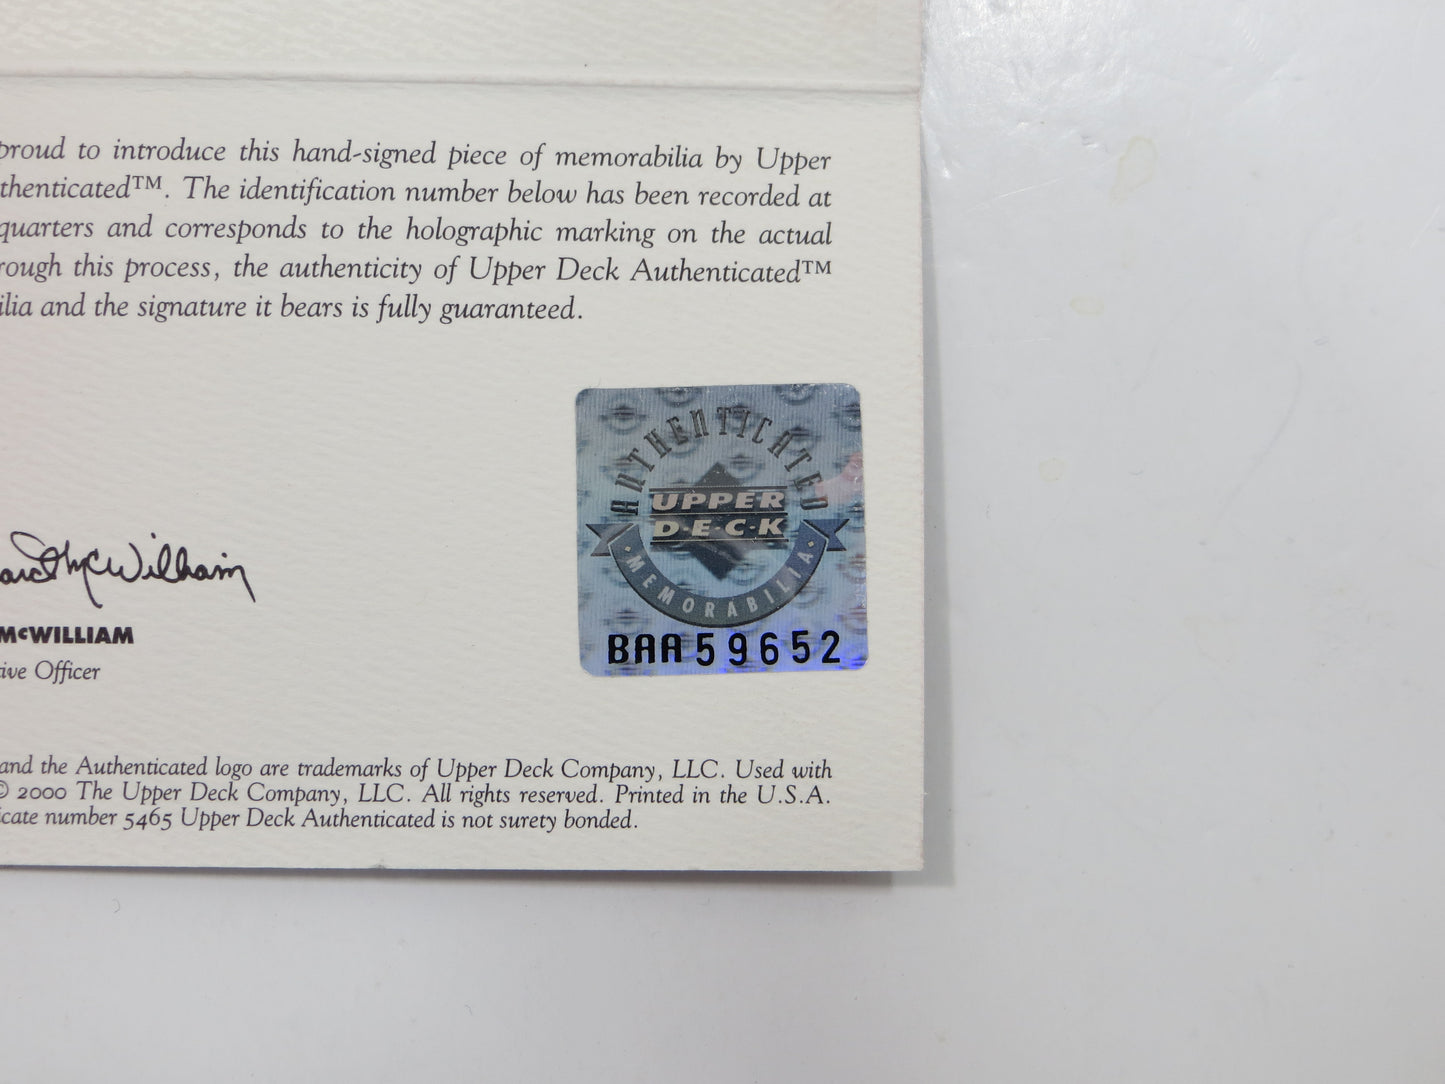 proud to introduce this hand-signed piece of memorabilia by Upper
thenticated™. The identification number below has been recorded at
quarters and corresponds to the holographic marking on the actual
rough this process, the authenticity of Upper Deck Authenticated™
ilia and the signature it bears is fully guaranteed.
AUTHENTICATED
UPPER
D·E·C·K
·MEMORABILIA·
BAA59652
McWilliam
McWILLIAM
ive Officer
and the Authenticated logo are trademarks of Upper Deck Company, LLC. Used with
© 2000 The Upper Deck Company, LLC. All rights reserved. Printed in the U.S.A.
icate number 5465 Upper Deck Authenticated is not surety bonded.